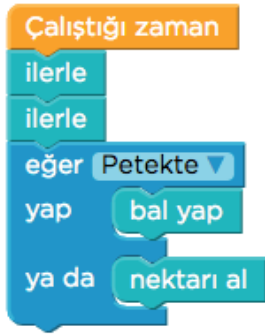 Çalıştığı zaman
ilerle
ilerle
eğer Petekte
yap bal yap
ya da nektarı al